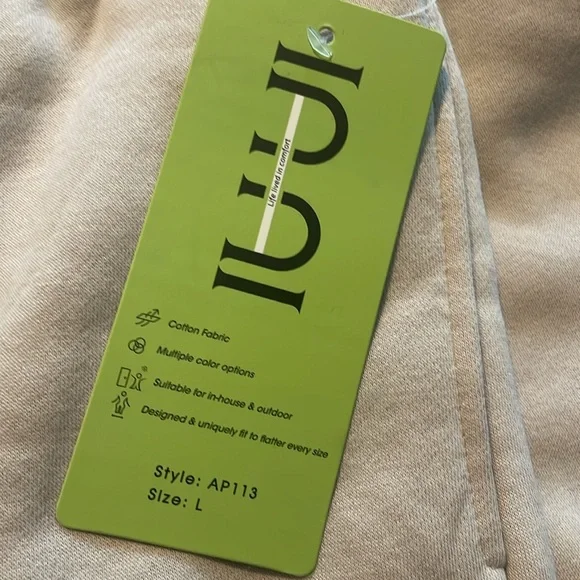 IUUI
Life lived in comfort
Cotton Fabric
Multiple color options
Suitable for in-house & outdoor
Designed & uniquely fit to flatter every size
Style: AP113
Size: L